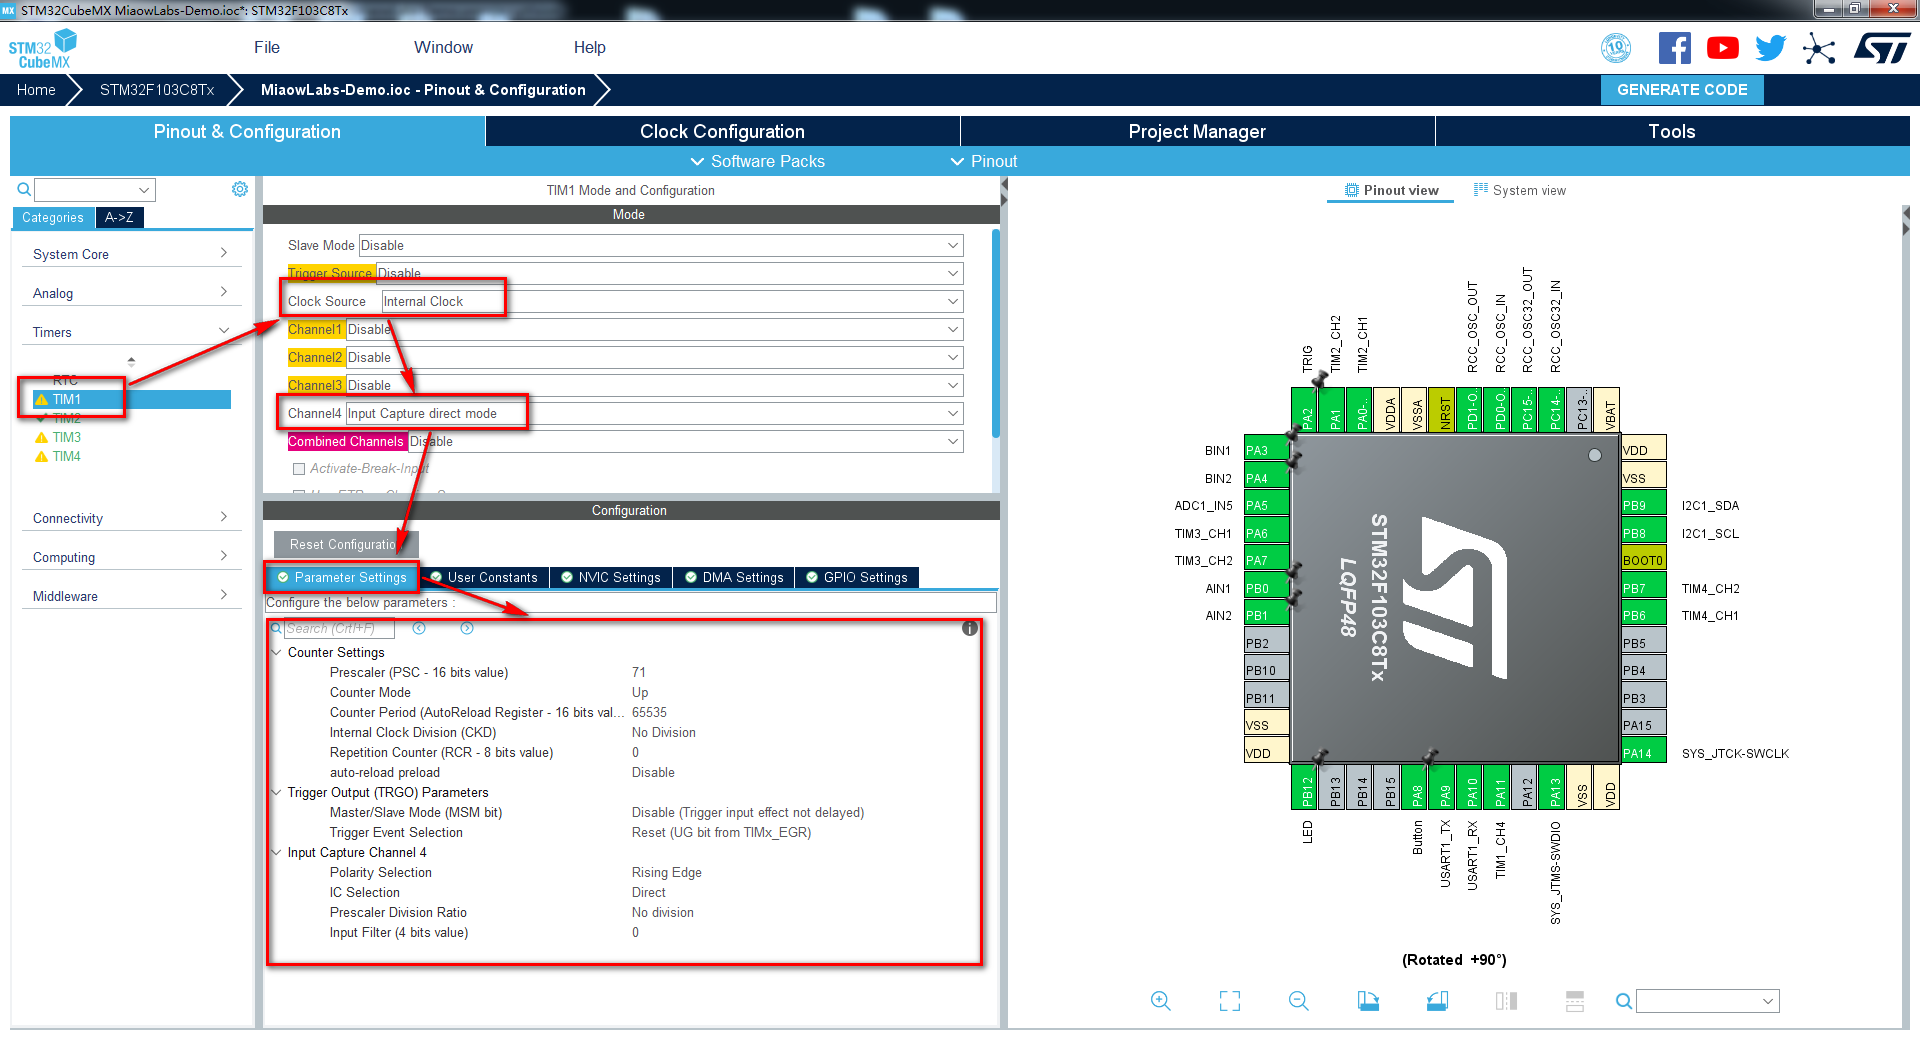 MX STM32CubeMX MiaowLabs-Demo.ioc*: STM32F103C8Tx
STM32
CubeMX
File Window Help
10
Home STM32F103C8Tx MiaowLabs-Demo.ioc - Pinout & Configuration GENERATE CODE
Pinout & Configuration Clock Configuration Project Manager Tools
Software Packs Pinout
Categories A->Z
System Core
Analog
Timers
RTC
TIM1
TIM2
TIM3
TIM4
Connectivity
Computing
Middleware
TIM1 Mode and Configuration
Mode
Slave Mode Disable
Trigger Source Disable
Clock Source Internal Clock
Channel1 Disable
Channel2 Disable
Channel3 Disable
Channel4 Input Capture direct mode
Combined Channels Disable
Activate-Break-Input
Configuration
Reset Configuratio
Parameter Settings User Constants NVIC Settings DMA Settings GPIO Settings
Configure the below parameters :
Search (Crtl+F)
Counter Settings
Prescaler (PSC - 16 bits value) 71
Counter Mode Up
Counter Period (AutoReload Register - 16 bits val... 65535
Internal Clock Division (CKD) No Division
Repetition Counter (RCR - 8 bits value) 0
auto-reload preload Disable
Trigger Output (TRGO) Parameters
Master/Slave Mode (MSM bit) Disable (Trigger input effect not delayed)
Trigger Event Selection Reset (UG bit from TIMx_EGR)
Input Capture Channel 4
Polarity Selection Rising Edge
IC Selection Direct
Prescaler Division Ratio No division
Input Filter (4 bits value) 0
Pinout view System view
TRIG TIM2_CH2 TIM2_CH1 RCC_OSC_OUT RCC_OSC_IN RCC_OSC32_OUT RCC_OSC32_IN
PA2 PA1 PA0-.. VDDA VSSA NRST PD1-O.. PD0-O.. PC15-.. PC14-.. PC13-.. VBAT
BIN1 PA3
BIN2 PA4
ADC1_IN5 PA5
TIM3_CH1 PA6
TIM3_CH2 PA7
AIN1 PB0
AIN2 PB1
PB2
PB10
PB11
VSS
VDD
STM32F103C8Tx
LQFP48
VDD
VSS
PB9 I2C1_SDA
PB8 I2C1_SCL
BOOT0
PB7 TIM4_CH2
PB6 TIM4_CH1
PB5
PB4
PB3
PA15
PA14 SYS_JTCK-SWCLK
PB12 PB13 PB14 PB15 PA8 PA9 PA10 PA11 PA12 PA13 VSS VDD
LED Button USART1_TX USART1_RX TIM1_CH4 SYS_JTMS-SWDIO
(Rotated +90°)